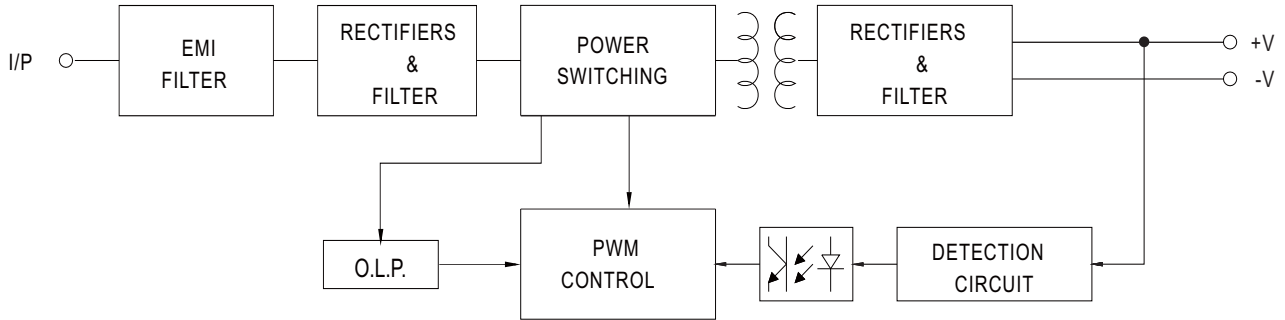 I/P
EMI
FILTER
RECTIFIERS
&
FILTER
POWER
SWITCHING
RECTIFIERS
&
FILTER
+V
-V
O.L.P.
PWM
CONTROL
DETECTION
CIRCUIT